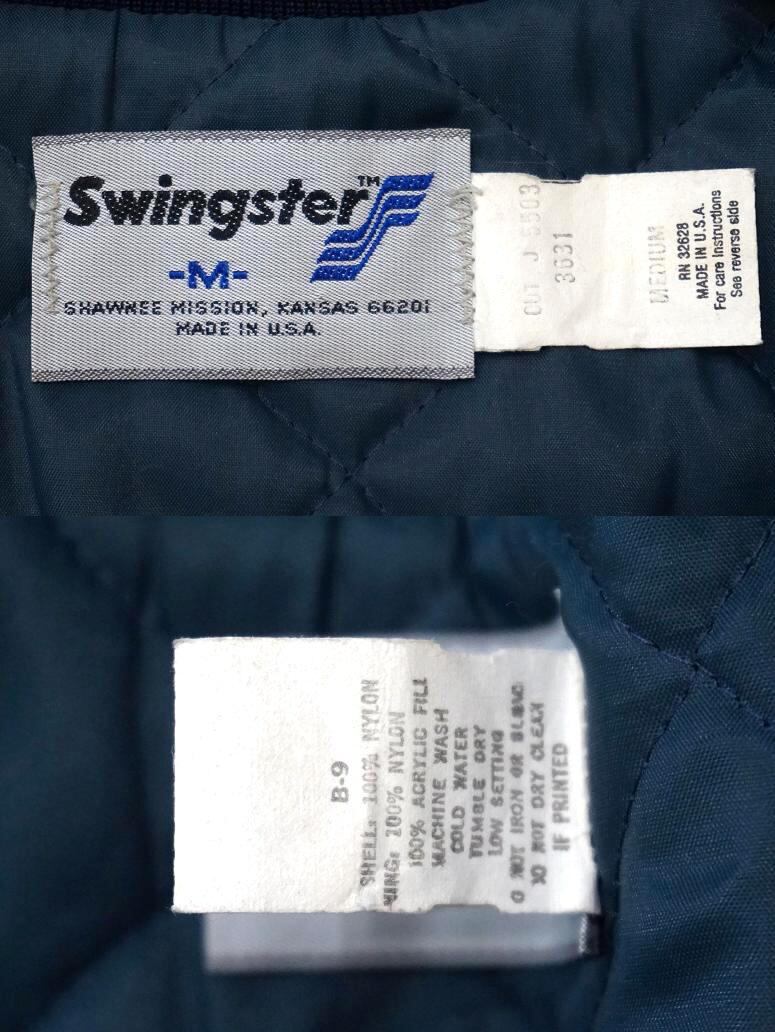 Swingster™
-M-
SHAWNEE MISSION, KANSAS 66201
MADE IN U.S.A.
CUT J 5503
3631
MEDIUM
RN 32628
MADE IN U.S.A.
For care Instructions
See reverse side
B-9
SHELL: 100% NYLON
NING: 100% NYLON
100% ACRYLIC FILL
MACHINE WASH
COLD WATER
TUMBLE DRY
LOW SETTING
O NOT IRON OR
DO NOT DRY CLEAN
IF PRINTED